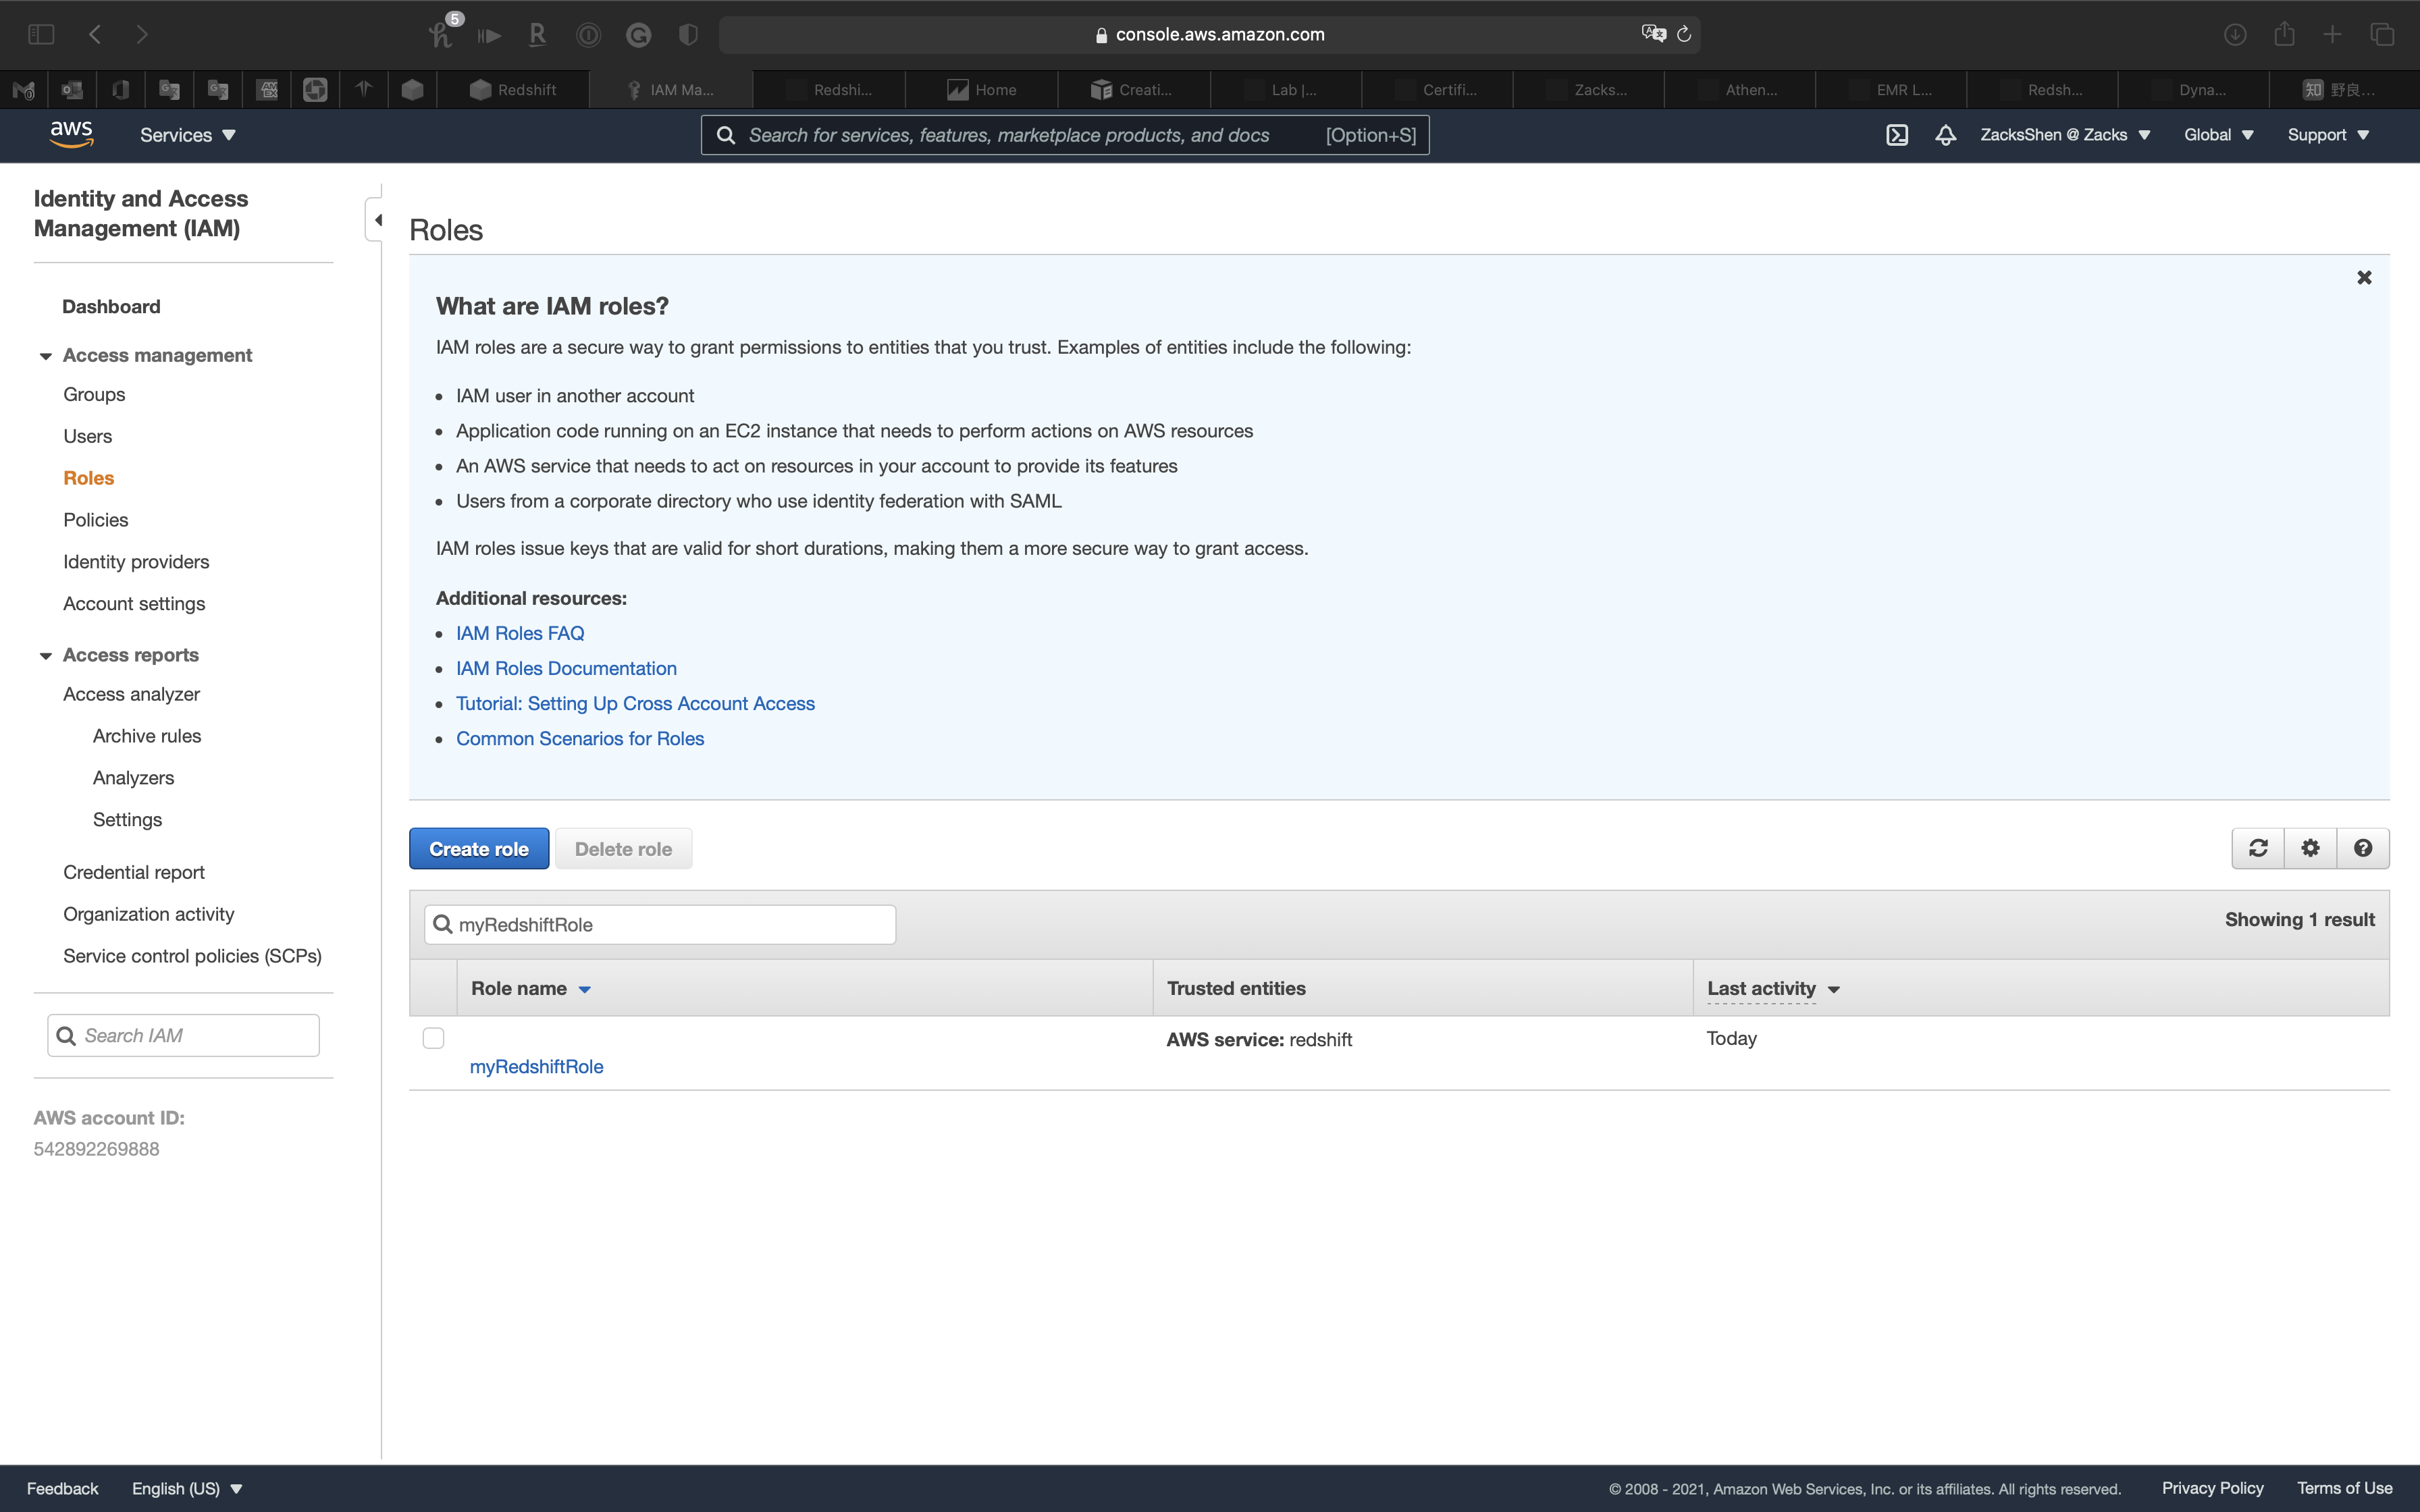 5
console.aws.amazon.com
Redshift
IAM Ma...
Redshi...
Home
Creati...
Lab |...
Certifi...
Zacks...
Athen...
EMR L...
Redsh...
Dyna...
知 野良...
aws
Services
Search for services, features, marketplace products, and docs
[Option+S]
ZacksShen @ Zacks
Global
Support
Identity and Access
Management (IAM)
Dashboard
Access management
Groups
Users
Roles
Policies
Identity providers
Account settings
Access reports
Access analyzer
Archive rules
Analyzers
Settings
Credential report
Organization activity
Service control policies (SCPs)
Search IAM
AWS account ID:
542892269888
Roles
What are IAM roles?
IAM roles are a secure way to grant permissions to entities that you trust. Examples of entities include the following:
IAM user in another account
Application code running on an EC2 instance that needs to perform actions on AWS resources
An AWS service that needs to act on resources in your account to provide its features
Users from a corporate directory who use identity federation with SAML
IAM roles issue keys that are valid for short durations, making them a more secure way to grant access.
Additional resources:
IAM Roles FAQ
IAM Roles Documentation
Tutorial: Setting Up Cross Account Access
Common Scenarios for Roles
Create role
Delete role
myRedshiftRole
Showing 1 result
Role name
Trusted entities
Last activity
AWS service: redshift
Today
myRedshiftRole
Feedback
English (US)
© 2008 - 2021, Amazon Web Services, Inc. or its affiliates. All rights reserved.
Privacy Policy
Terms of Use